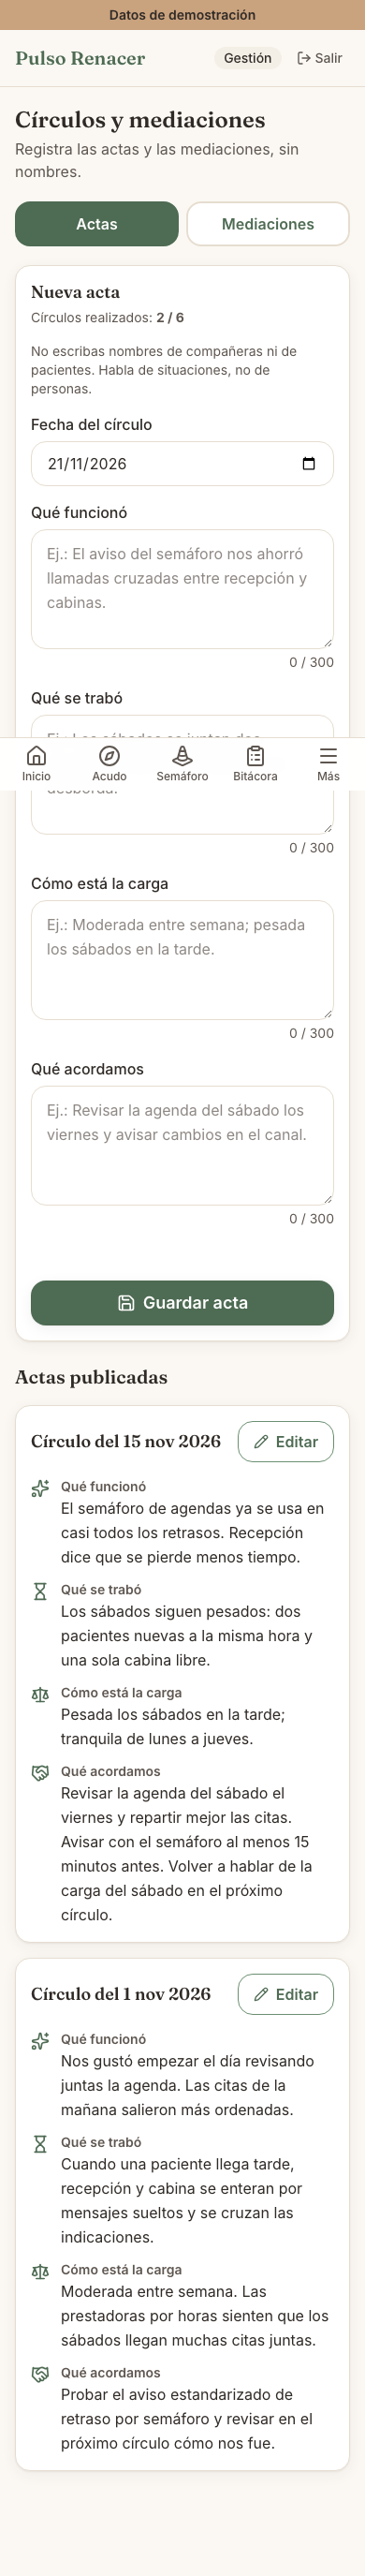 Datos de demostración
Pulso Renacer
Gestión
Salir
Círculos y mediaciones
Registra las actas y las mediaciones, sin
nombres.
Actas
Mediaciones
Nueva acta
Círculos realizados: 2 / 6
No escribas nombres de compañeras ni de
pacientes. Habla de situaciones, no de
personas.
Fecha del círculo
21/11/2026
Qué funcionó
Ej.: El aviso del semáforo nos ahorró
llamadas cruzadas entre recepción y
cabinas.
0 / 300
Qué se trabó
Inicio
Acudo
Semáforo
Bitácora
Más
0 / 300
Cómo está la carga
Ej.: Moderada entre semana; pesada
los sábados en la tarde.
0 / 300
Qué acordamos
Ej.: Revisar la agenda del sábado los
viernes y avisar cambios en el canal.
0 / 300
Guardar acta
Actas publicadas
Círculo del 15 nov 2026
Editar
Qué funcionó
El semáforo de agendas ya se usa en
casi todos los retrasos. Recepción
dice que se pierde menos tiempo.
Qué se trabó
Los sábados siguen pesados: dos
pacientes nuevas a la misma hora y
una sola cabina libre.
Cómo está la carga
Pesada los sábados en la tarde;
tranquila de lunes a jueves.
Qué acordamos
Revisar la agenda del sábado el
viernes y repartir mejor las citas.
Avisar con el semáforo al menos 15
minutos antes. Volver a hablar de la
carga del sábado en el próximo
círculo.
Círculo del 1 nov 2026
Editar
Qué funcionó
Nos gustó empezar el día revisando
juntas la agenda. Las citas de la
mañana salieron más ordenadas.
Qué se trabó
Cuando una paciente llega tarde,
recepción y cabina se enteran por
mensajes sueltos y se cruzan las
indicaciones.
Cómo está la carga
Moderada entre semana. Las
prestadoras por horas sienten que los
sábados llegan muchas citas juntas.
Qué acordamos
Probar el aviso estandarizado de
retraso por semáforo y revisar en el
próximo círculo cómo nos fue.